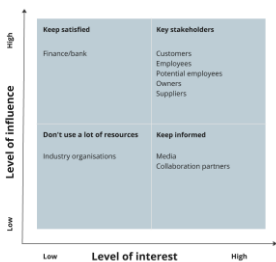 High
Level of influence
Low
Keep satisfied
Finance/bank
Key stakeholders
Customers
Employees
Potential employees
Owners
Suppliers
Don't use a lot of resources
Industry organisations
Keep informed
Media
Collaboration partners
Low
Level of interest
High